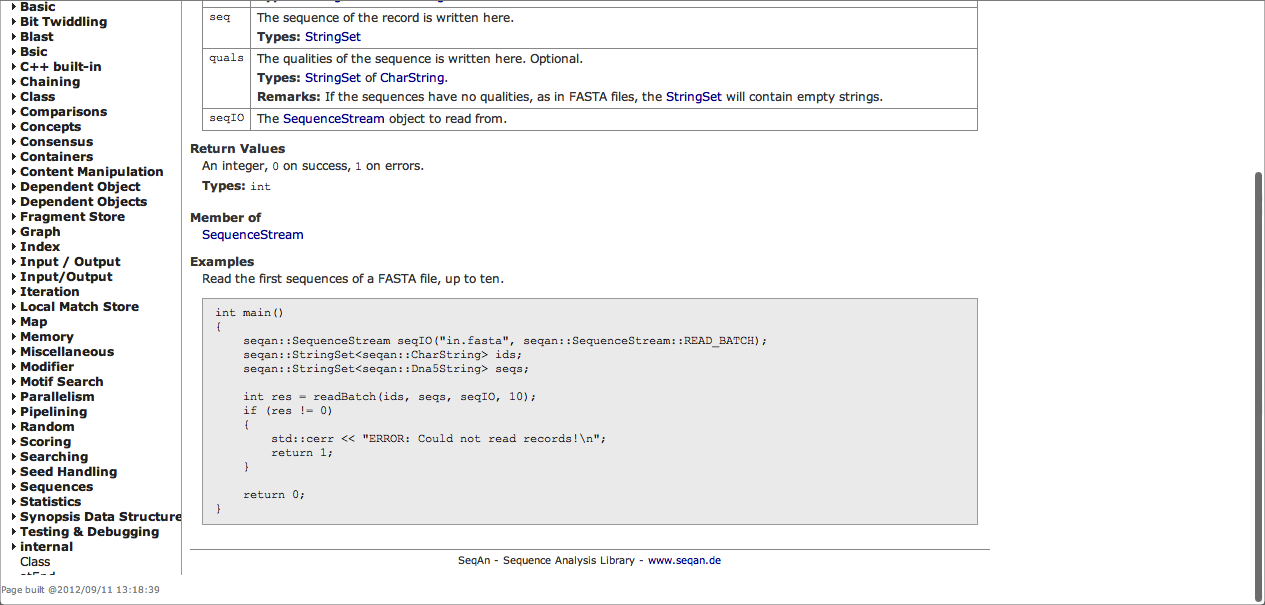 Basic
Bit Twiddling
Blast
Bsic
C++ built-in
Chaining
Class
Comparisons
Concepts
Consensus
Containers
Content Manipulation
Dependent Object
Dependent Objects
Fragment Store
Graph
Index
Input / Output
Input/Output
Iteration
Local Match Store
Map
Memory
Miscellaneous
Modifier
Motif Search
Parallelism
Pipelining
Random
Scoring
Searching
Seed Handling
Sequences
Statistics
Synopsis Data Structure
Testing & Debugging
internal
Class
seq The sequence of the record is written here.
Types: StringSet
quals The qualities of the sequence is written here. Optional.
Types: StringSet of CharString.
Remarks: If the sequences have no qualities, as in FASTA files, the StringSet will contain empty strings.
seqIO The SequenceStream object to read from.
Return Values
An integer, 0 on success, 1 on errors.
Types: int
Member of
SequenceStream
Examples
Read the first sequences of a FASTA file, up to ten.
int main()
{
    seqan::SequenceStream seqIO("in.fasta", seqan::SequenceStream::READ_BATCH);
    seqan::StringSet<seqan::CharString> ids;
    seqan::StringSet<seqan::Dna5String> seqs;
    int res = readBatch(ids, seqs, seqIO, 10);
    if (res != 0)
    {
        std::cerr << "ERROR: Could not read records!\n";
        return 1;
    }
    return 0;
}
SeqAn - Sequence Analysis Library - www.seqan.de
Page built @2012/09/11 13:18:39